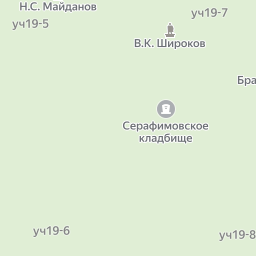 Н.С. Майданов
уч19-5
уч19-7
В.К. Широков
Бра
Серафимовское
кладбище
уч19-6
уч19-8